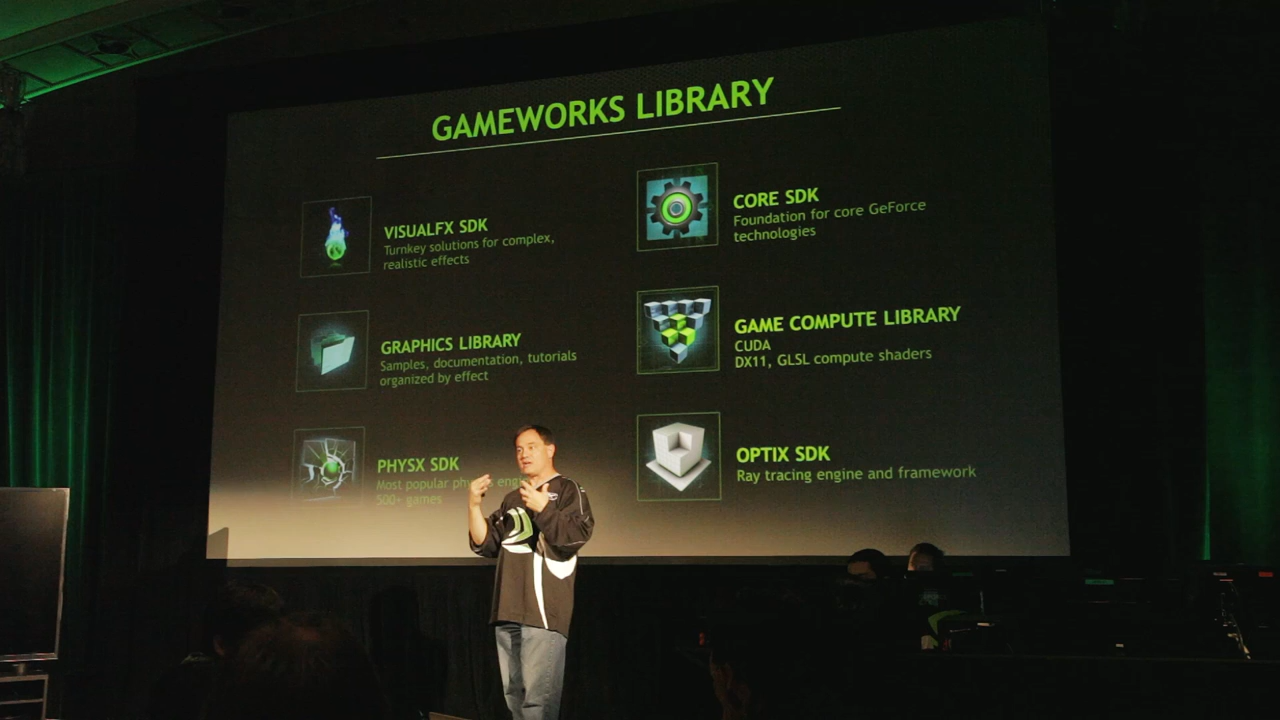 GAMEWORKS LIBRARY
VISUALFX SDK
Turnkey solutions for complex,
realistic effects
GRAPHICS LIBRARY
Samples, documentation, tutorials
organized by effect
PHYSX SDK
Most popular physics
500+ games
CORE SDK
Foundation for core GeForce
technologies
GAME COMPUTE LIBRARY
CUDA
DX11, GLSL compute shaders
OPTIX SDK
Ray tracing engine and framework